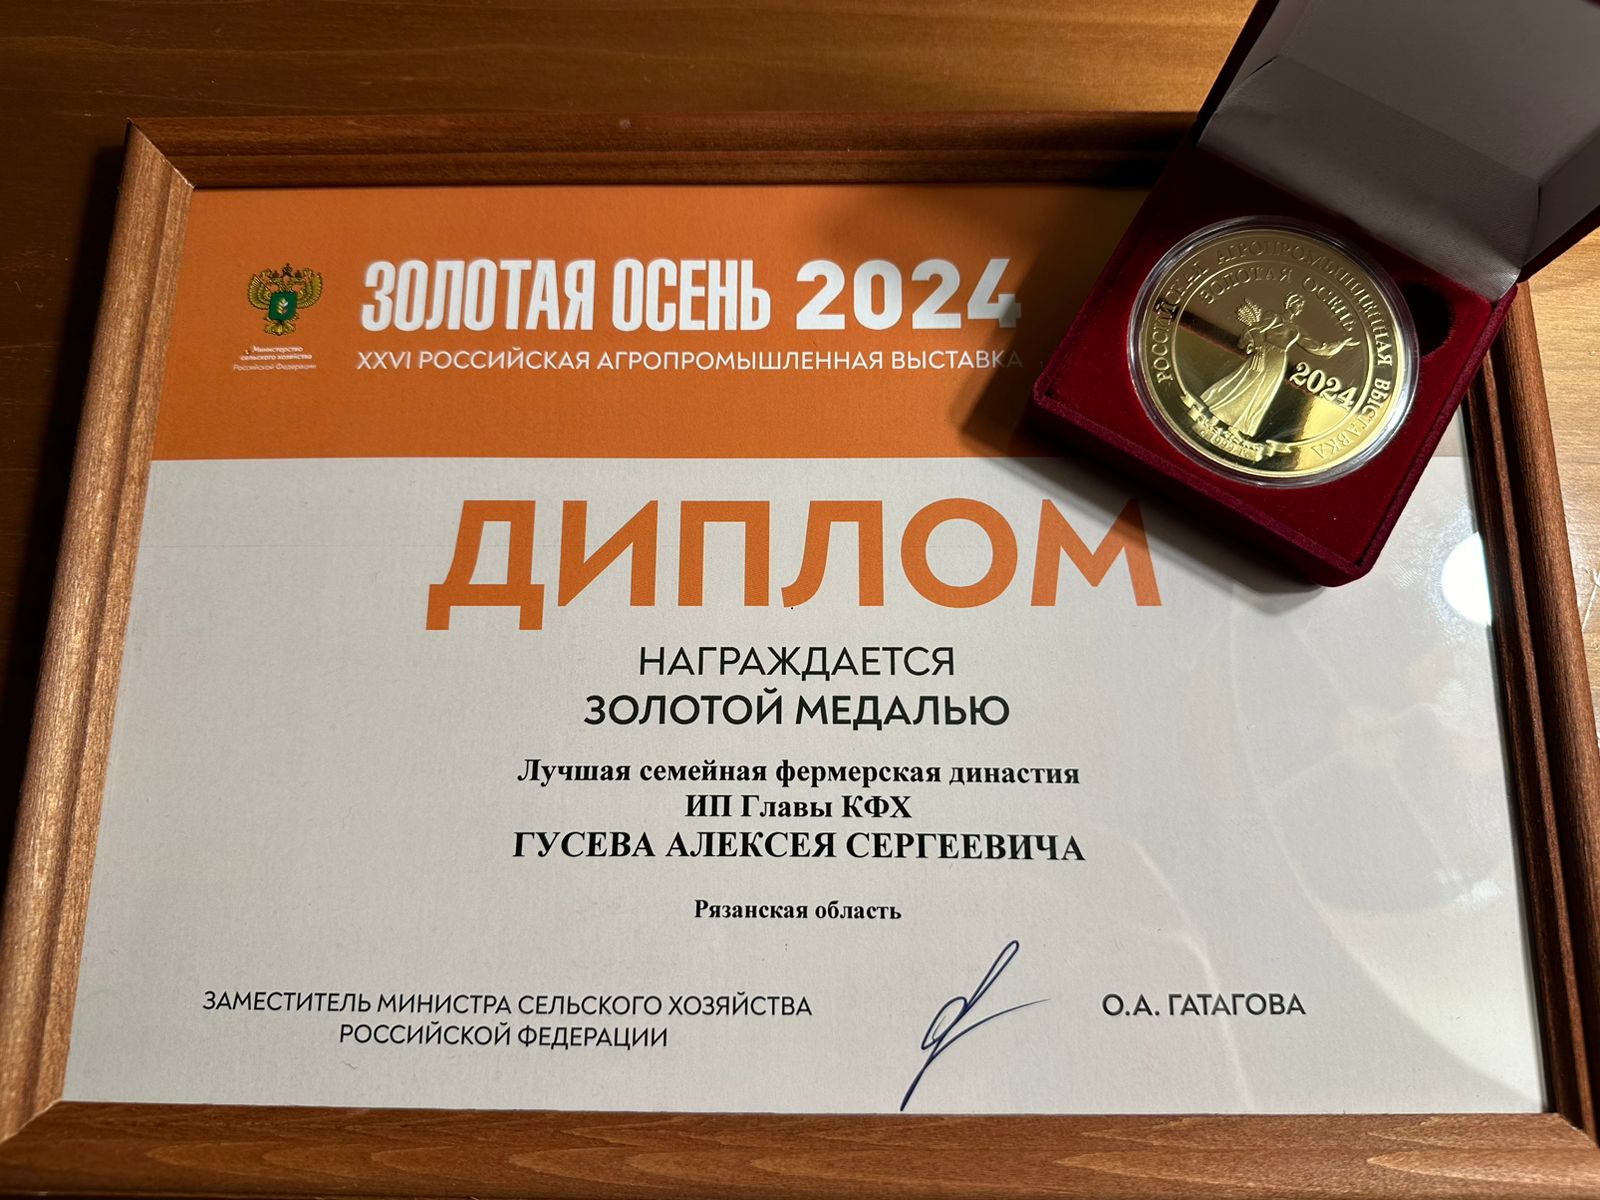 ЗОЛОТАЯ ОСЕНЬ 2024
XXVI РОССИЙСКАЯ АГРОПРОМЫШЛЕННАЯ ВЫСТАВКА
Министерство
сельского хозяйства
Российской Федерации
РОССИЙСКАЯ АГРОПРОМЫШЛЕННАЯ ВЫСТАВКА
ЗОЛОТАЯ ОСЕНЬ
2024
ДИПЛОМ
НАГРАЖДАЕТСЯ
ЗОЛОТОЙ МЕДАЛЬЮ
Лучшая семейная фермерская династия
ИП Главы КФХ
ГУСЕВА АЛЕКСЕЯ СЕРГЕЕВИЧА
Рязанская область
ЗАМЕСТИТЕЛЬ МИНИСТРА СЕЛЬСКОГО ХОЗЯЙСТВА
РОССИЙСКОЙ ФЕДЕРАЦИИ
О.А. ГАТАГОВА